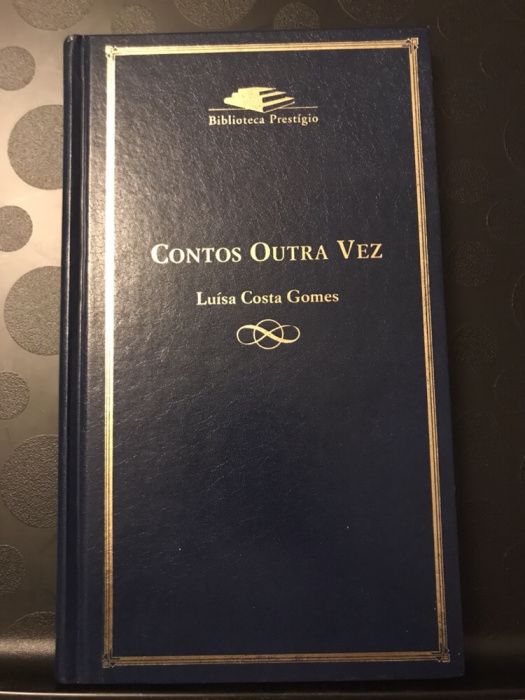 Biblioteca Prestígio
CONTOS OUTRA VEZ
Luísa Costa Gomes